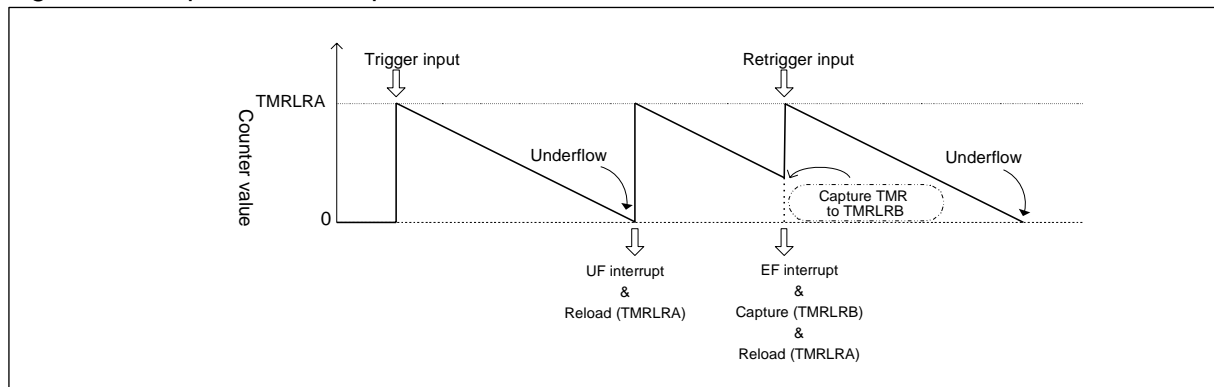 Trigger input
Retrigger input
TMRLRA
Counter value
Underflow
Underflow
Capture TMR
to TMRLRB
0
UF interrupt
&
Reload (TMRLRA)
EF interrupt
&
Capture (TMRLRB)
&
Reload (TMRLRA)